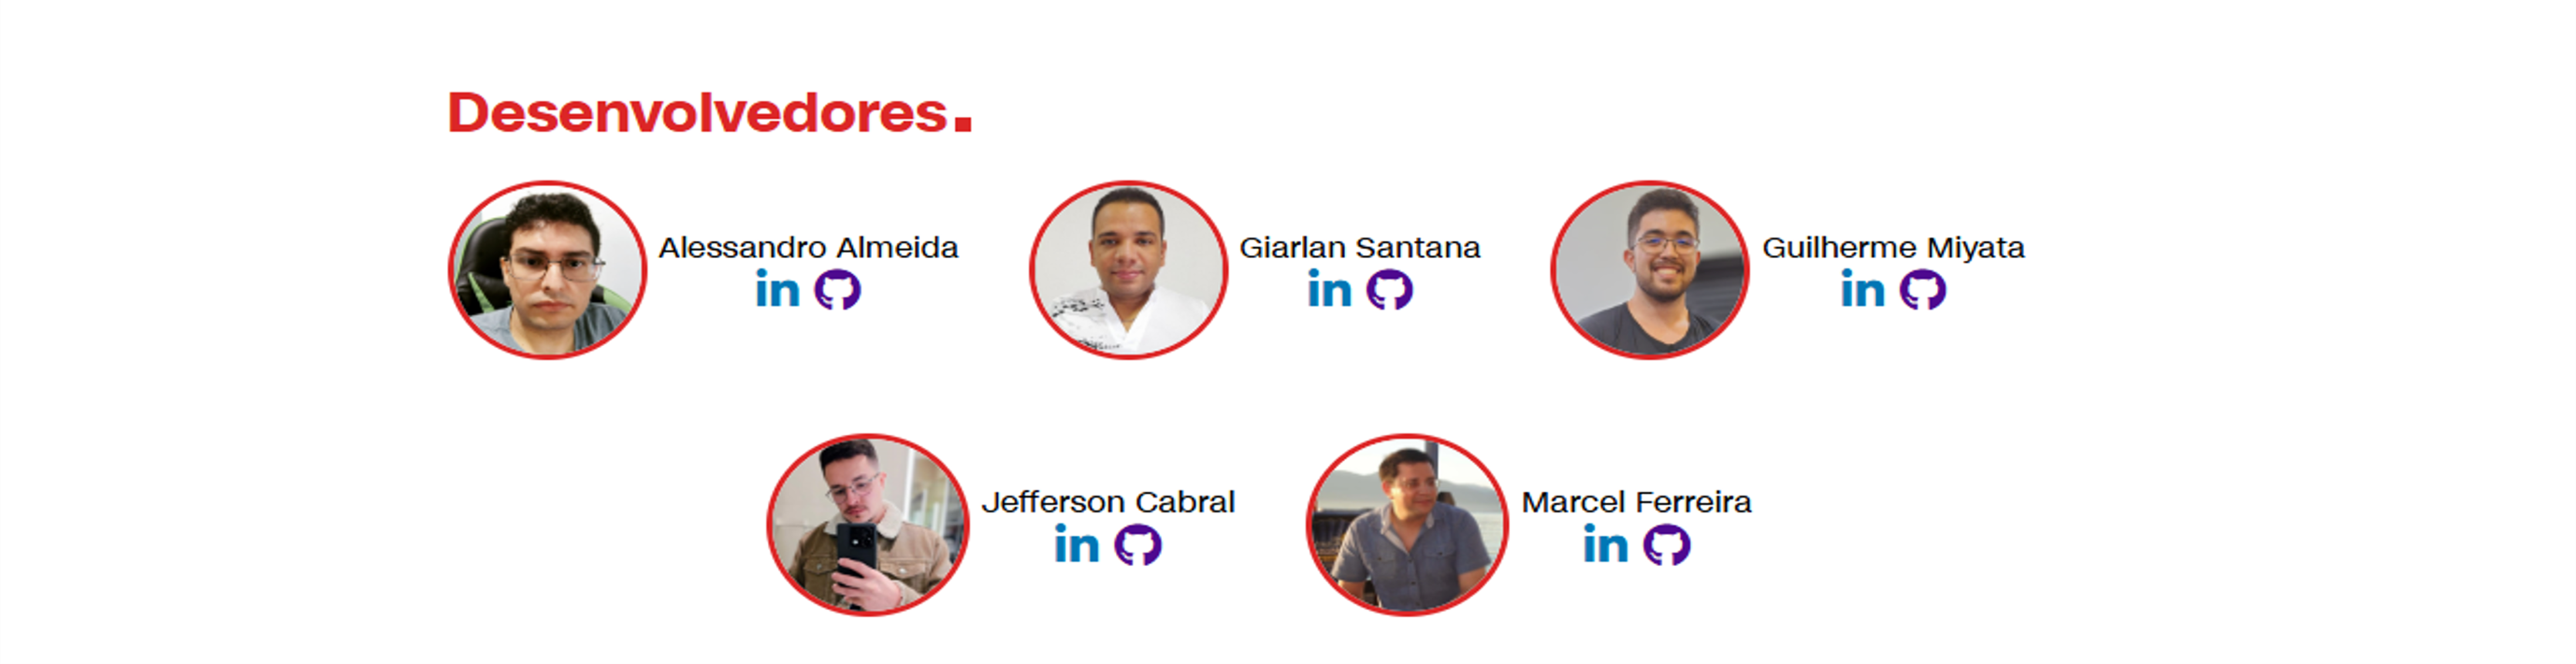 Desenvolvedores.
Alessandro Almeida
in
Giarlan Santana
in
Guilherme Miyata
in
Jefferson Cabral
in
Marcel Ferreira
in